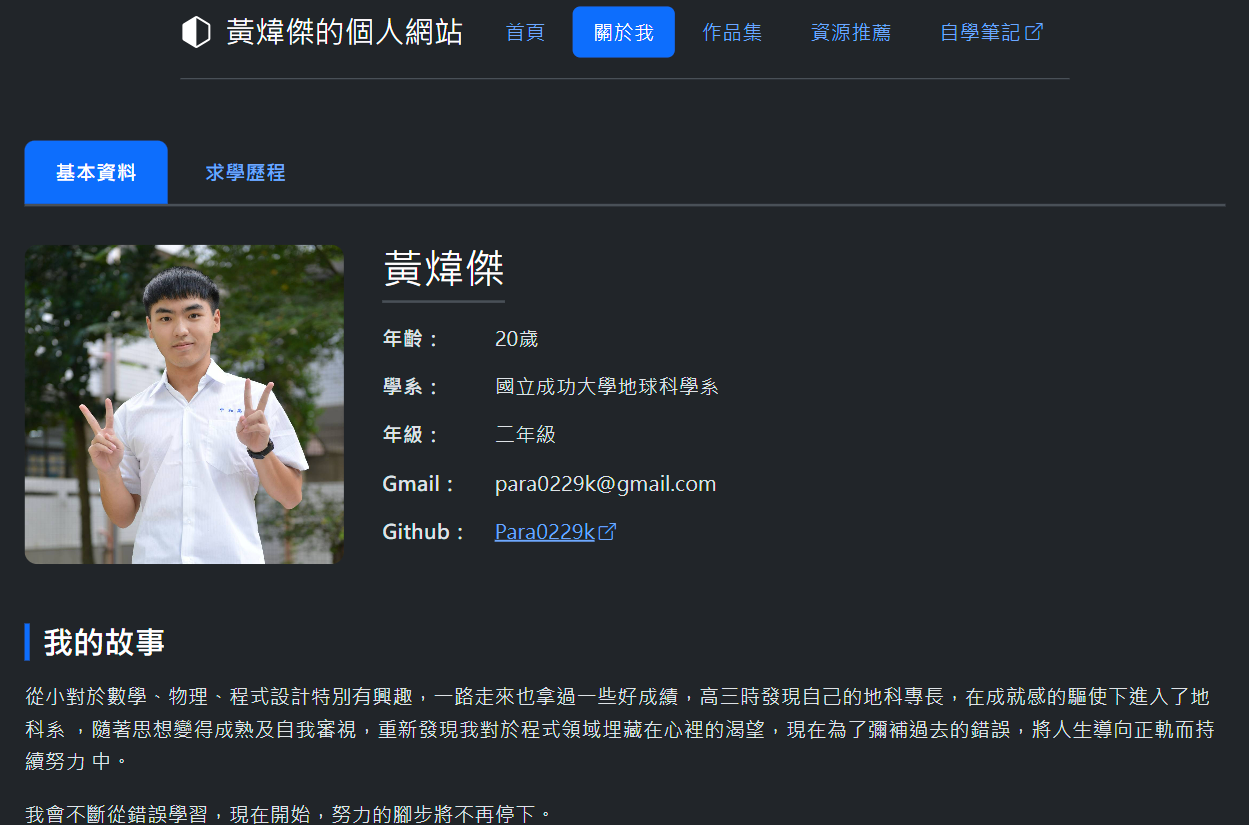 黃煒傑的個人網站 首頁 關於我 作品集 資源推薦 自學筆記
基本資料 求學歷程
黃煒傑
年齡： 20歲
學系： 國立成功大學地球科學系
年級： 二年級
Gmail： para0229k@gmail.com
Github： Para0229k
我的故事
從小對於數學、物理、程式設計特別有興趣，一路走來也拿過一些好成績，高三時發現自己的地科專長，在成就感的驅使下進入了地
科系 ，隨著思想變得成熟及自我審視，重新發現我對於程式領域埋藏在心裡的渴望，現在為了彌補過去的錯誤，將人生導向正軌而持
續努力 中。
我會不斷從錯誤學習，現在開始，努力的腳步將不再停下。